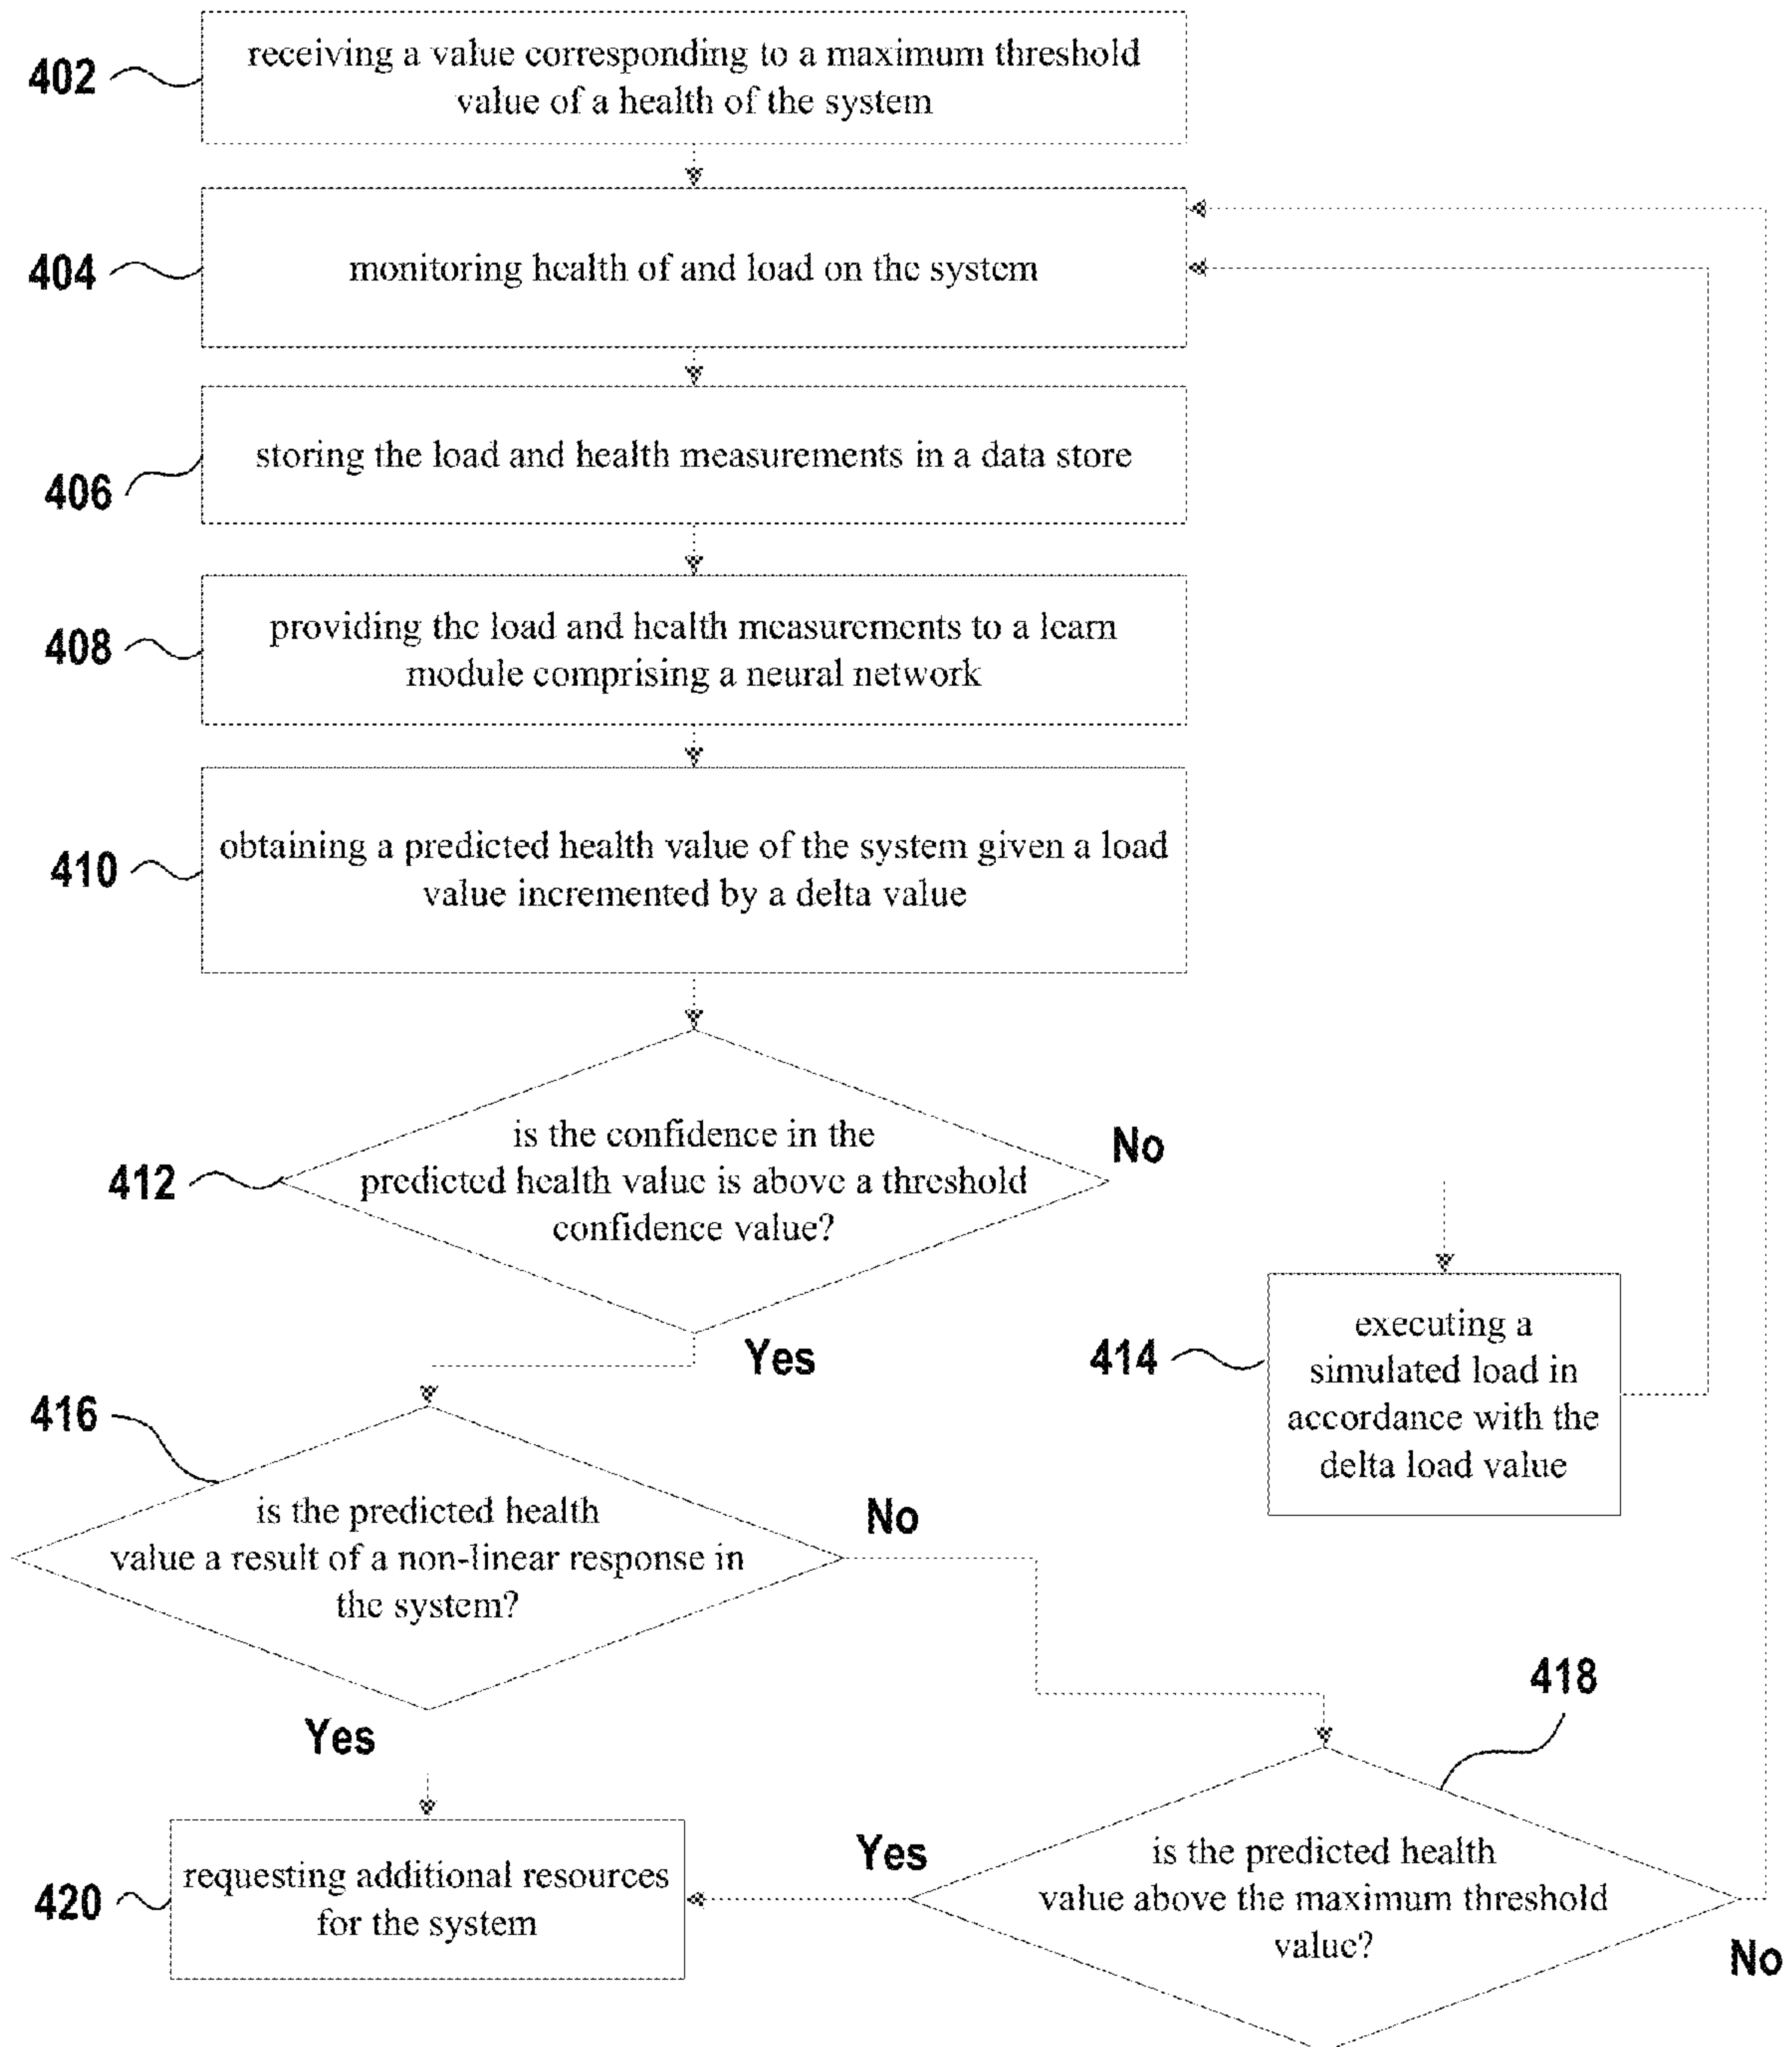 402
receiving a value corresponding to a maximum threshold
value of a health of the system
404
monitoring health of and load on the system
406
storing the load and health measurements in a data store
408
providing the load and health measurements to a learn
module comprising a neural network
410
obtaining a predicted health value of the system given a load
value incremented by a delta value
412
is the confidence in the
predicted health value is above a threshold
confidence value?
No
Yes
414
executing a
simulated load in
accordance with the
delta load value
416
is the predicted health
value a result of a non-linear response in
the system?
No
Yes
418
is the predicted health
value above the maximum threshold
value?
Yes
No
420
requesting additional resources
for the system